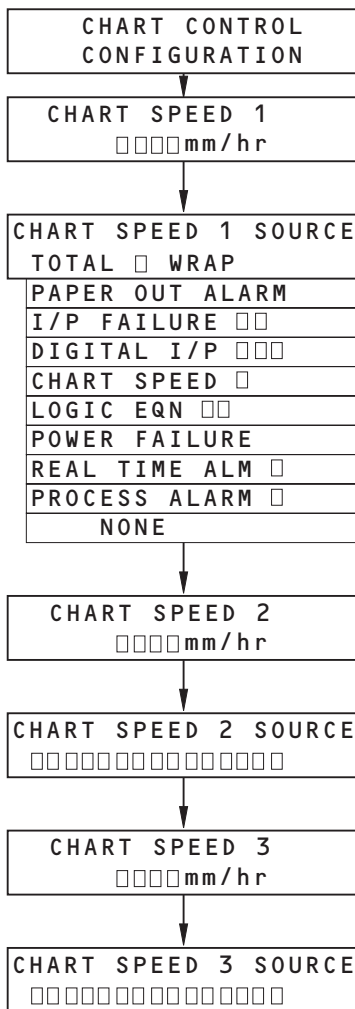 CHART CONTROL
CONFIGURATION
CHART SPEED 1
□□□□mm/hr
CHART SPEED 1 SOURCE
TOTAL □ WRAP
PAPER OUT ALARM
I/P FAILURE □□
DIGITAL I/P □□□
CHART SPEED □
LOGIC EQN □□
POWER FAILURE
REAL TIME ALM □
PROCESS ALARM □
NONE
CHART SPEED 2
□□□□mm/hr
CHART SPEED 2 SOURCE
□□□□□□□□□□□□□□□
CHART SPEED 3
□□□□mm/hr
CHART SPEED 3 SOURCE
□□□□□□□□□□□□□□□